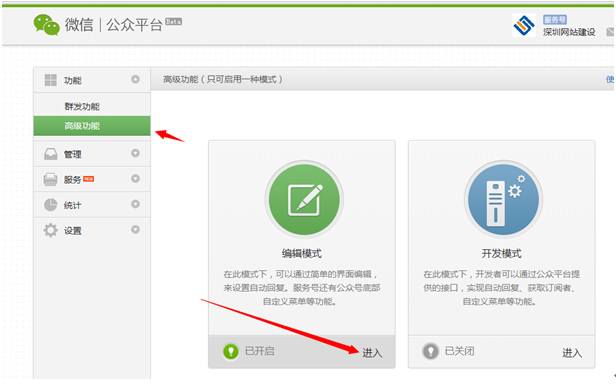 微信 | 公众平台 Beta
服务号
深圳网站建设
功能
高级功能（只可启用一种模式）
群发功能
高级功能
管理
服务
统计
设置
编辑模式
在此模式下，可以通过简单的界面编辑，
来设置自动回复。服务号还有公众号底部
自定义菜单等功能。
已开启
进入
开发模式
在此模式下，开发者可以通过公众平台提
供的接口，实现自动回复、获取订阅者、
自定义菜单等功能。
已关闭
进入